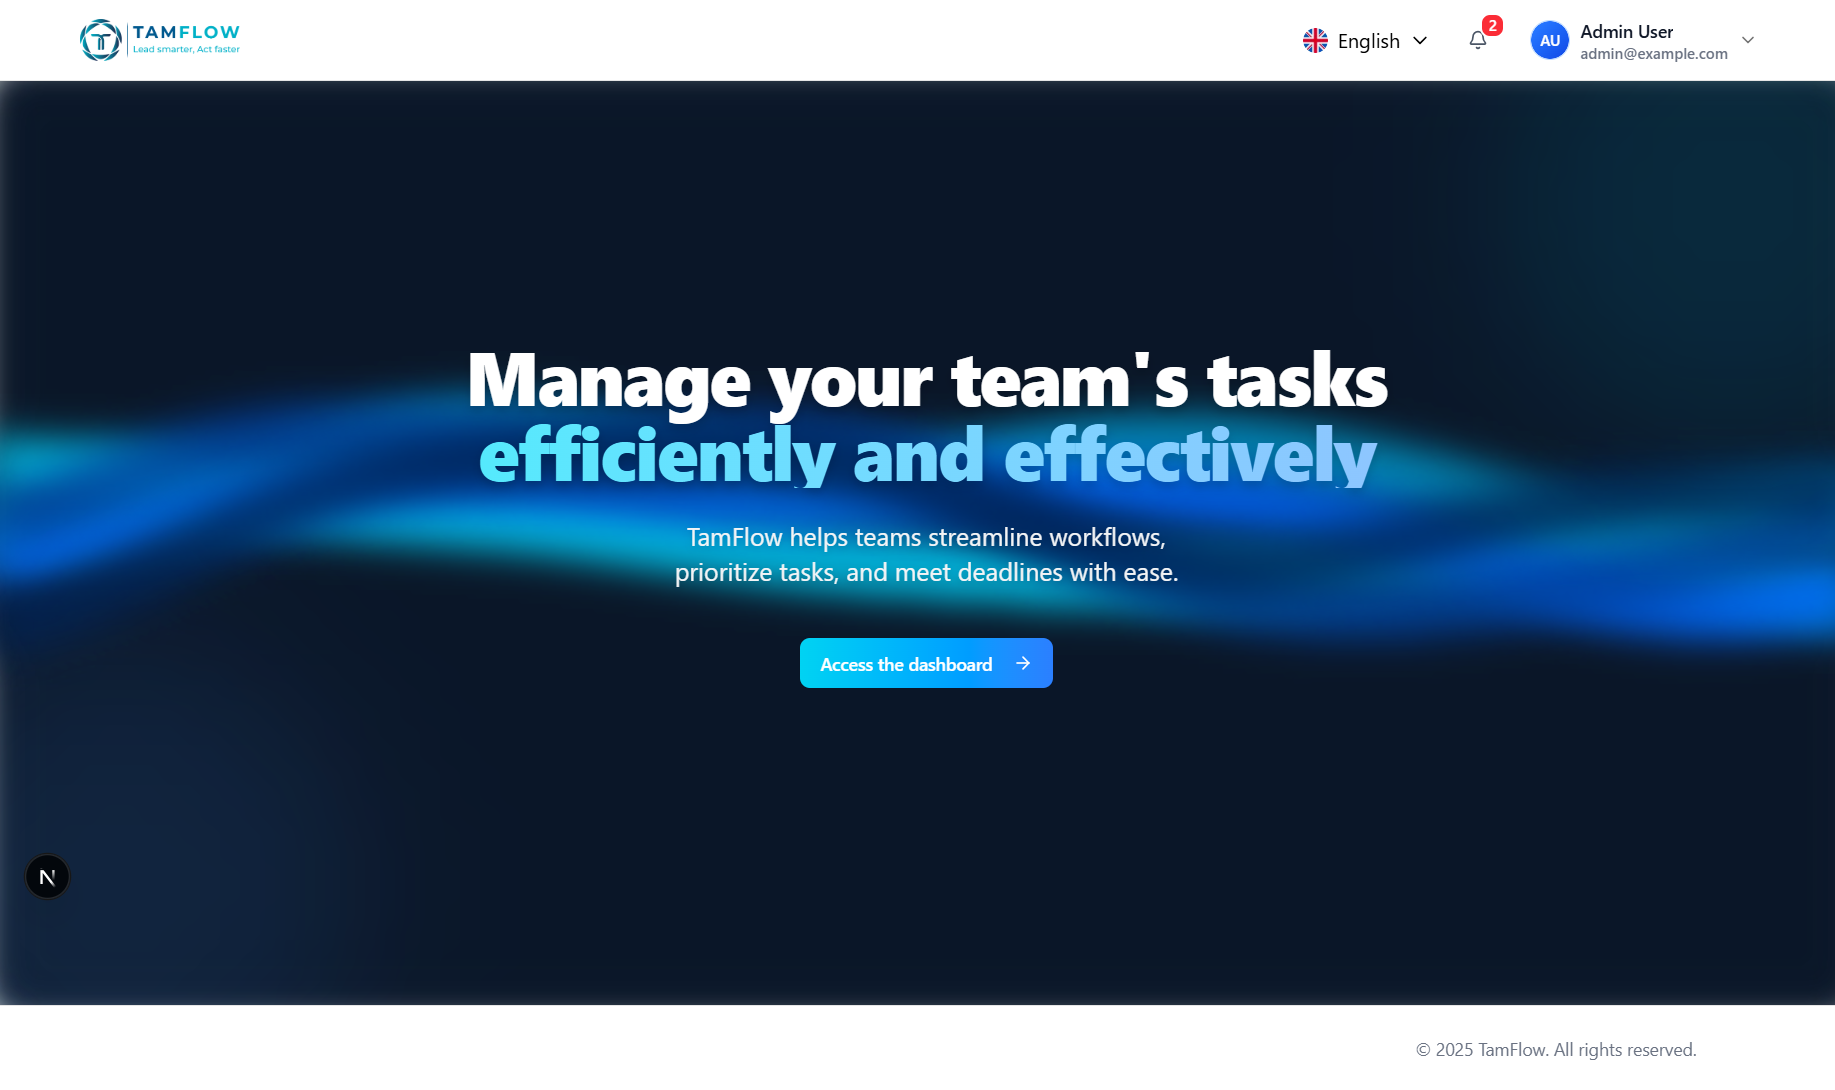 TAMFLOW
Lead smarter, Act faster
English
2
AU
Admin User
admin@example.com
Manage your team's tasks
efficiently and effectively
TamFlow helps teams streamline workflows,
prioritize tasks, and meet deadlines with ease.
Access the dashboard
N
© 2025 TamFlow. All rights reserved.